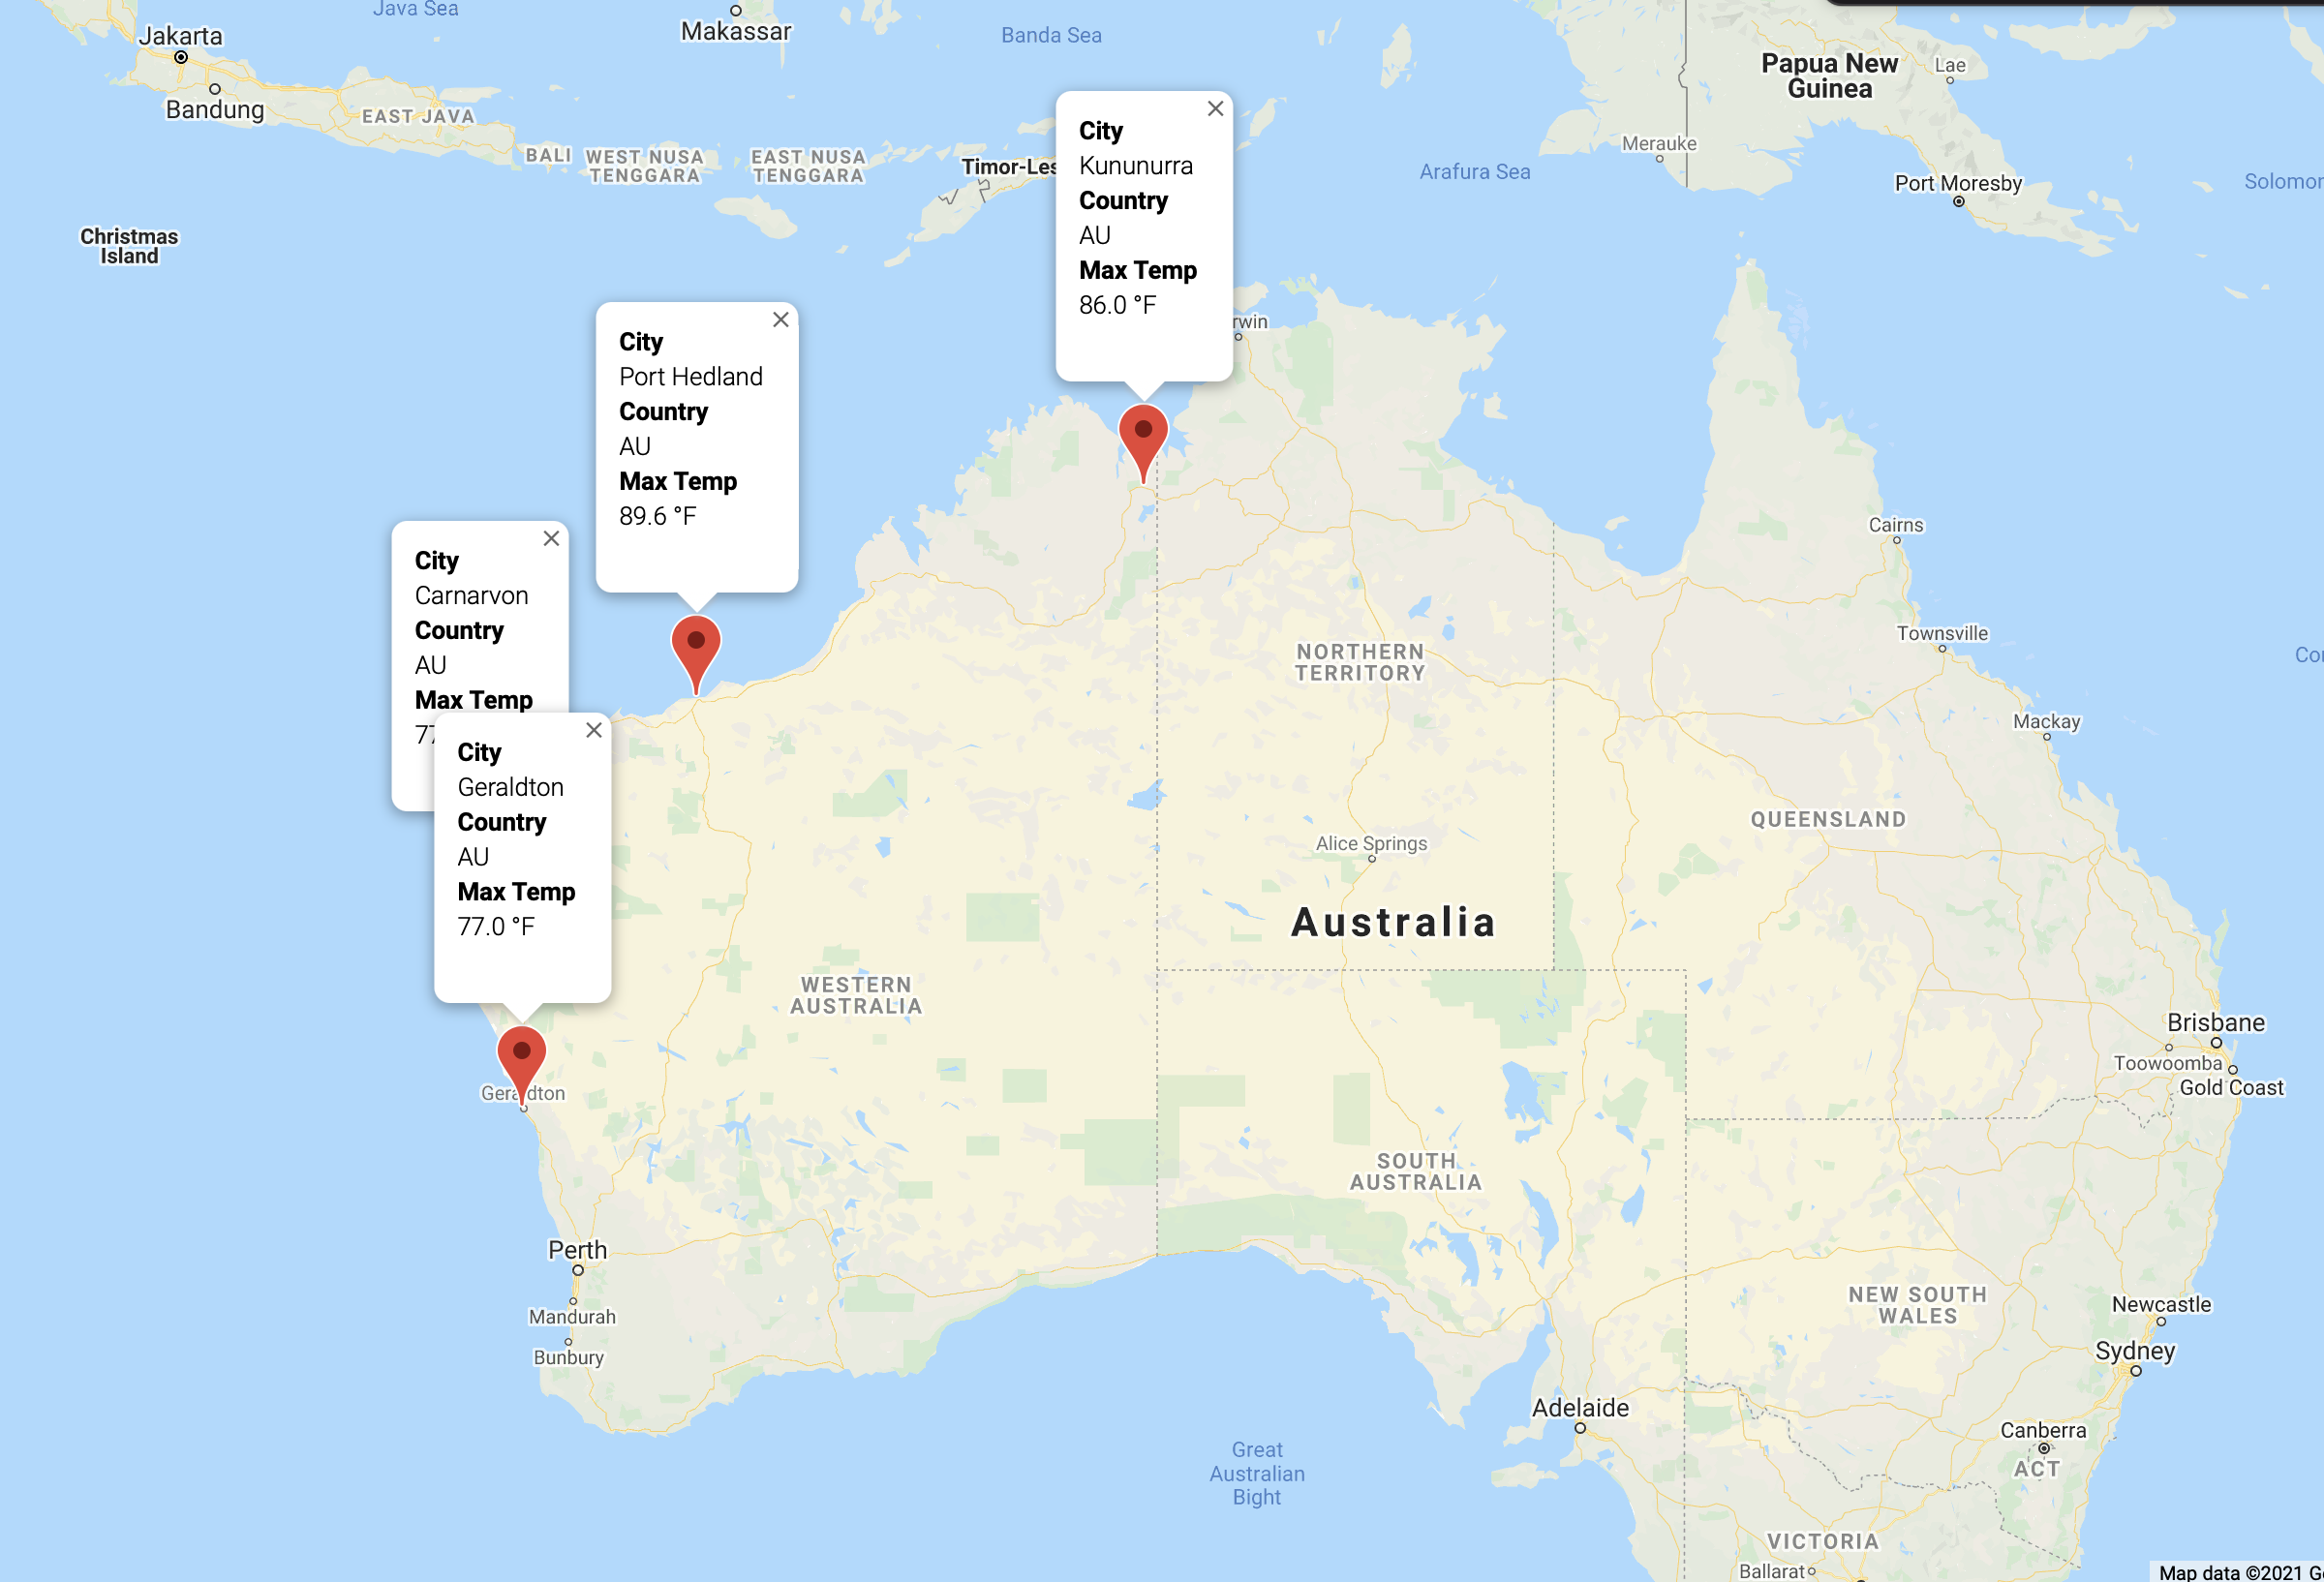 Java Sea
Makassar
Banda Sea
Jakarta
Bandung
EAST JAVA
BALI
WEST NUSA
TENGGARA
EAST NUSA
TENGGARA
Timor-Les
Christmas
Island
Papua New
Guinea
Lae
Merauke
Arafura Sea
Port Moresby
Solomon
City
Kununurra
Country
AU
Max Temp
86.0 °F
rwin
City
Port Hedland
Country
AU
Max Temp
89.6 °F
City
Carnarvon
Country
AU
Max Temp
77
City
Geraldton
Country
AU
Max Temp
77.0 °F
Geraldton
Cairns
Townsville
Mackay
NORTHERN
TERRITORY
QUEENSLAND
Alice Springs
Australia
WESTERN
AUSTRALIA
SOUTH
AUSTRALIA
Brisbane
Toowoomba
Gold Coast
Perth
Mandurah
Bunbury
NEW SOUTH
WALES
Newcastle
Sydney
Adelaide
Canberra
ACT
Great
Australian
Bight
VICTORIA
Ballarat
Map data ©2021 G